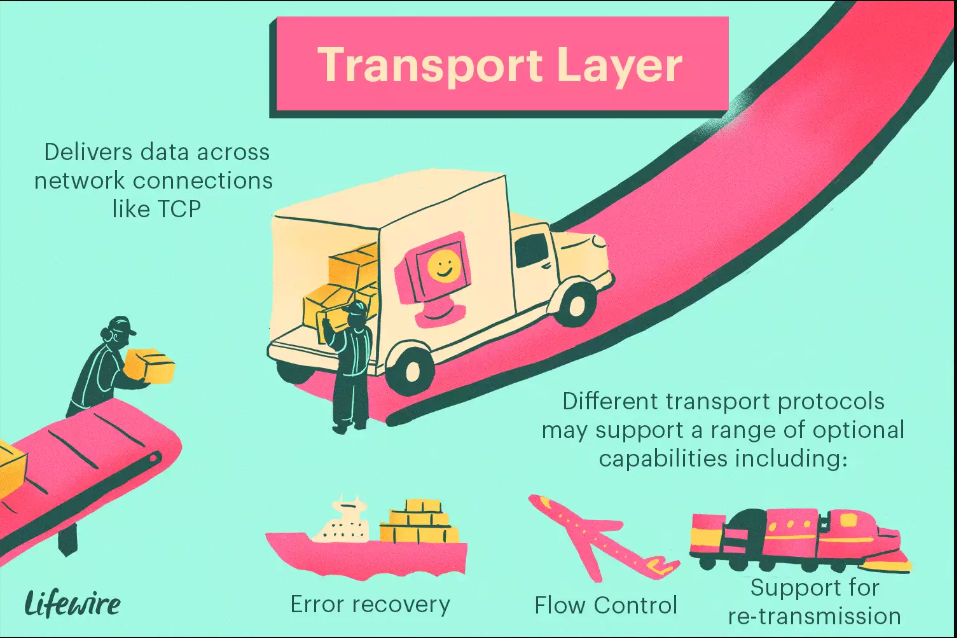 Transport Layer
Delivers data across
network connections
like TCP
Different transport protocols
may support a range of optional
capabilities including:
Error recovery
Flow Control
Support for
re-transmission
Lifewire